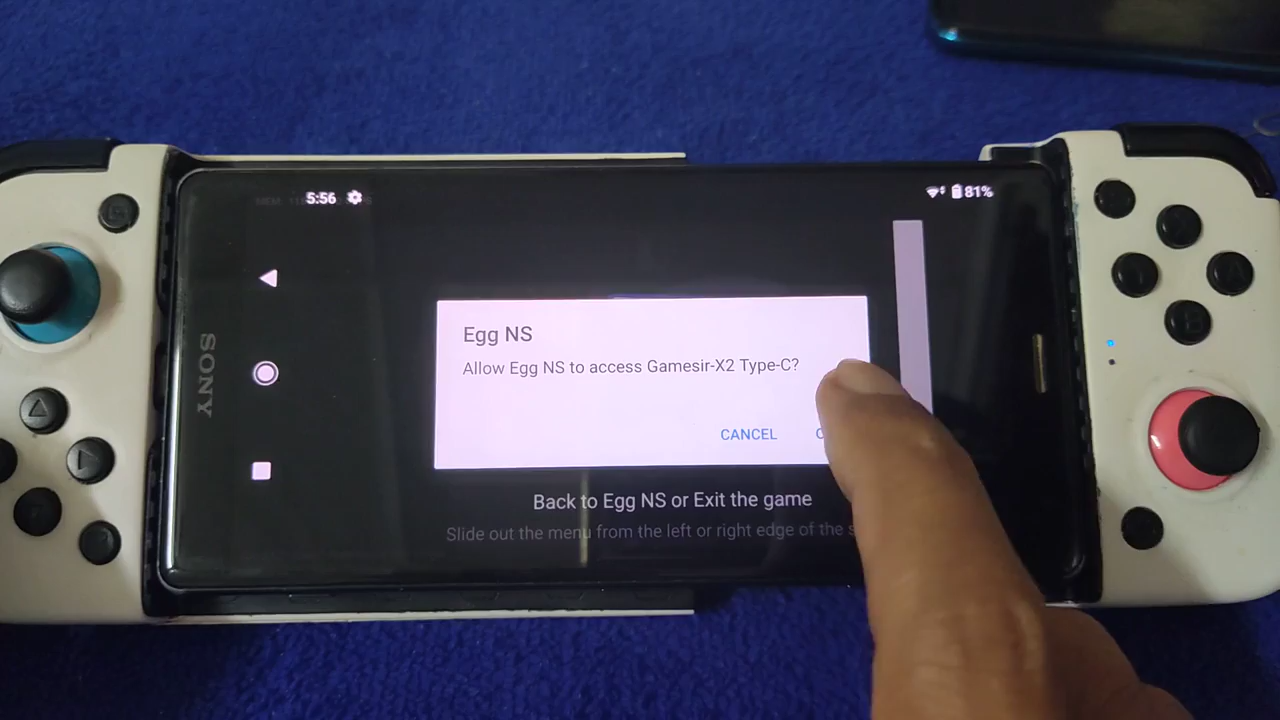 5:56
81%
SONY
Egg NS
Allow Egg NS to access Gamesir-X2 Type-C?
CANCEL
Back to Egg NS or Exit the game
Slide out the menu from the left or right edge of the